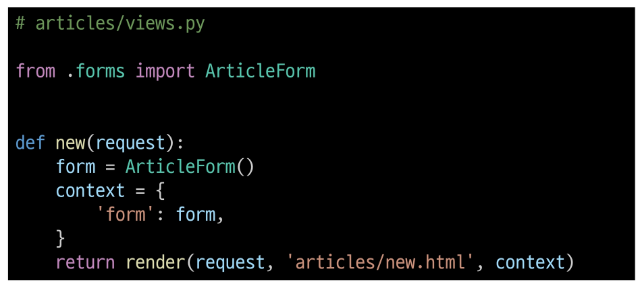 # articles/views.py
from .forms import ArticleForm
def new(request):
    form = ArticleForm()
    context = {
        'form': form,
    }
    return render(request, 'articles/new.html', context)